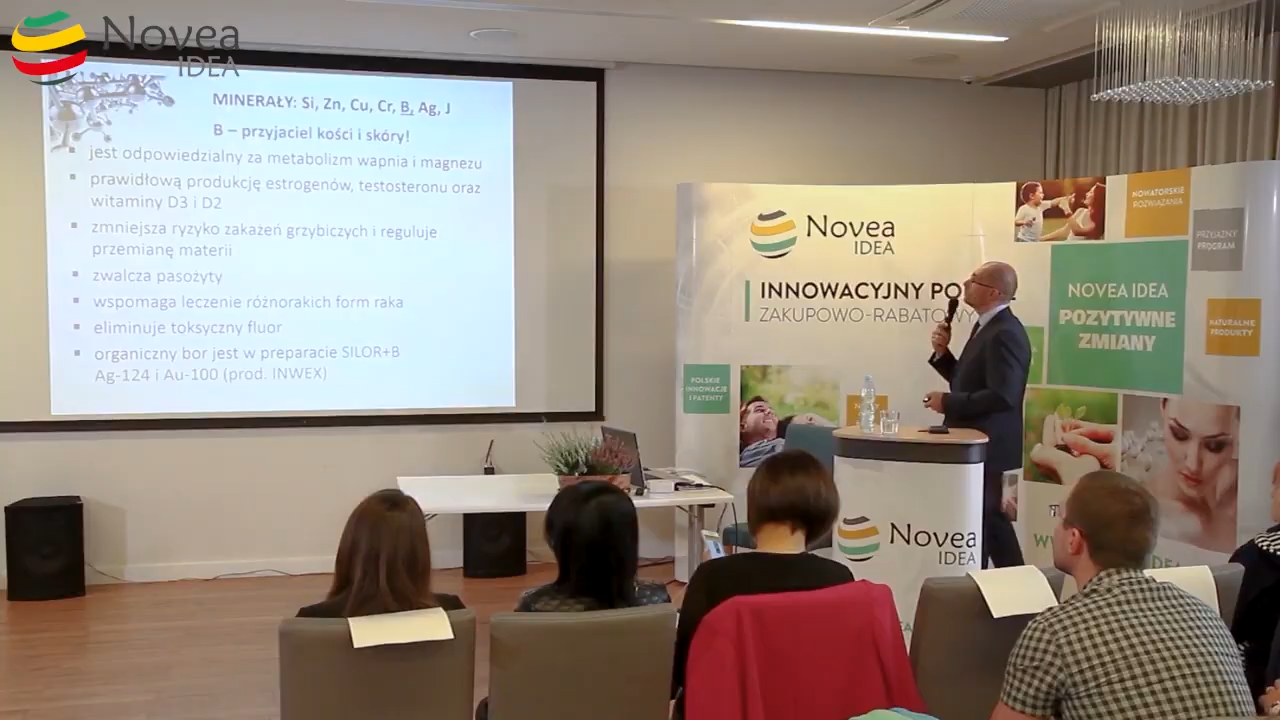 Novea
IDEA
MINERAŁY: Si, Zn, Cu, Cr, B, Ag, J
B – przyjaciel kości i skóry!
▪ jest odpowiedzialny za metabolizm wapnia i magnezu
▪ prawidłową produkcję estrogenów, testosteronu oraz
witaminy D3 i D2
▪ zmniejsza ryzyko zakażeń grzybiczych i reguluje
przemianę materii
▪ zwalcza pasożyty
▪ wspomaga leczenie różnorakich form raka
▪ eliminuje toksyczny fluor
▪ organiczny bor jest w preparacie SILOR+B
Ag-124 i Au-100 (prod. INWEX)
Novea
IDEA
INNOWACYJNY
ZAKUPOWO-RABATOWY
POLSKIE
INNOWACJE
I PATENTY
NOWATORSKIE
ROZWIĄZANIA
PRZYJAZNY
PROGRAM
NOVEA IDEA
POZYTYWNE
ZMIANY
NATURALNE
PRODUKTY
Novea
IDEA